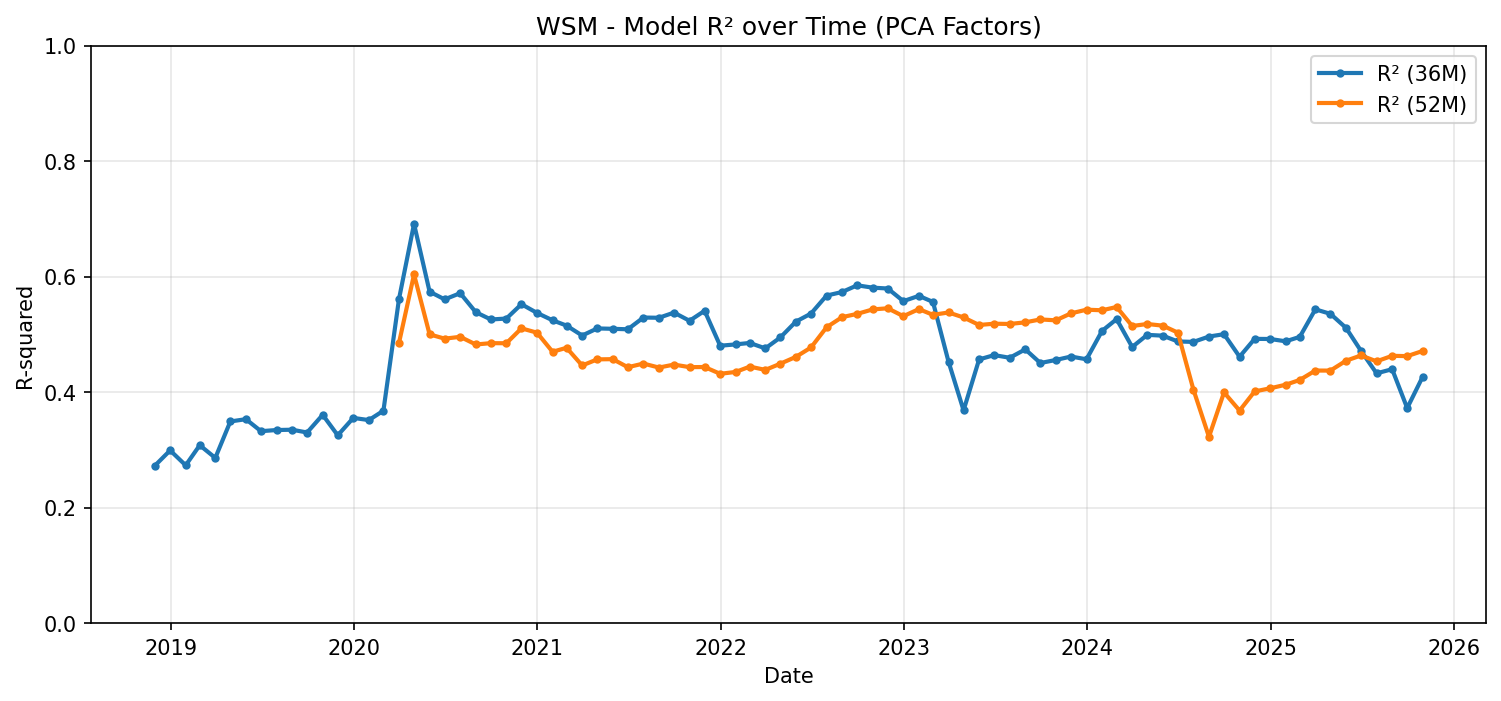 WSM - Model R² over Time (PCA Factors)
R² (36M)
R² (52M)
R-squared
1.0
0.8
0.6
0.4
0.2
0.0
2019 2020 2021 2022 2023 2024 2025 2026
Date